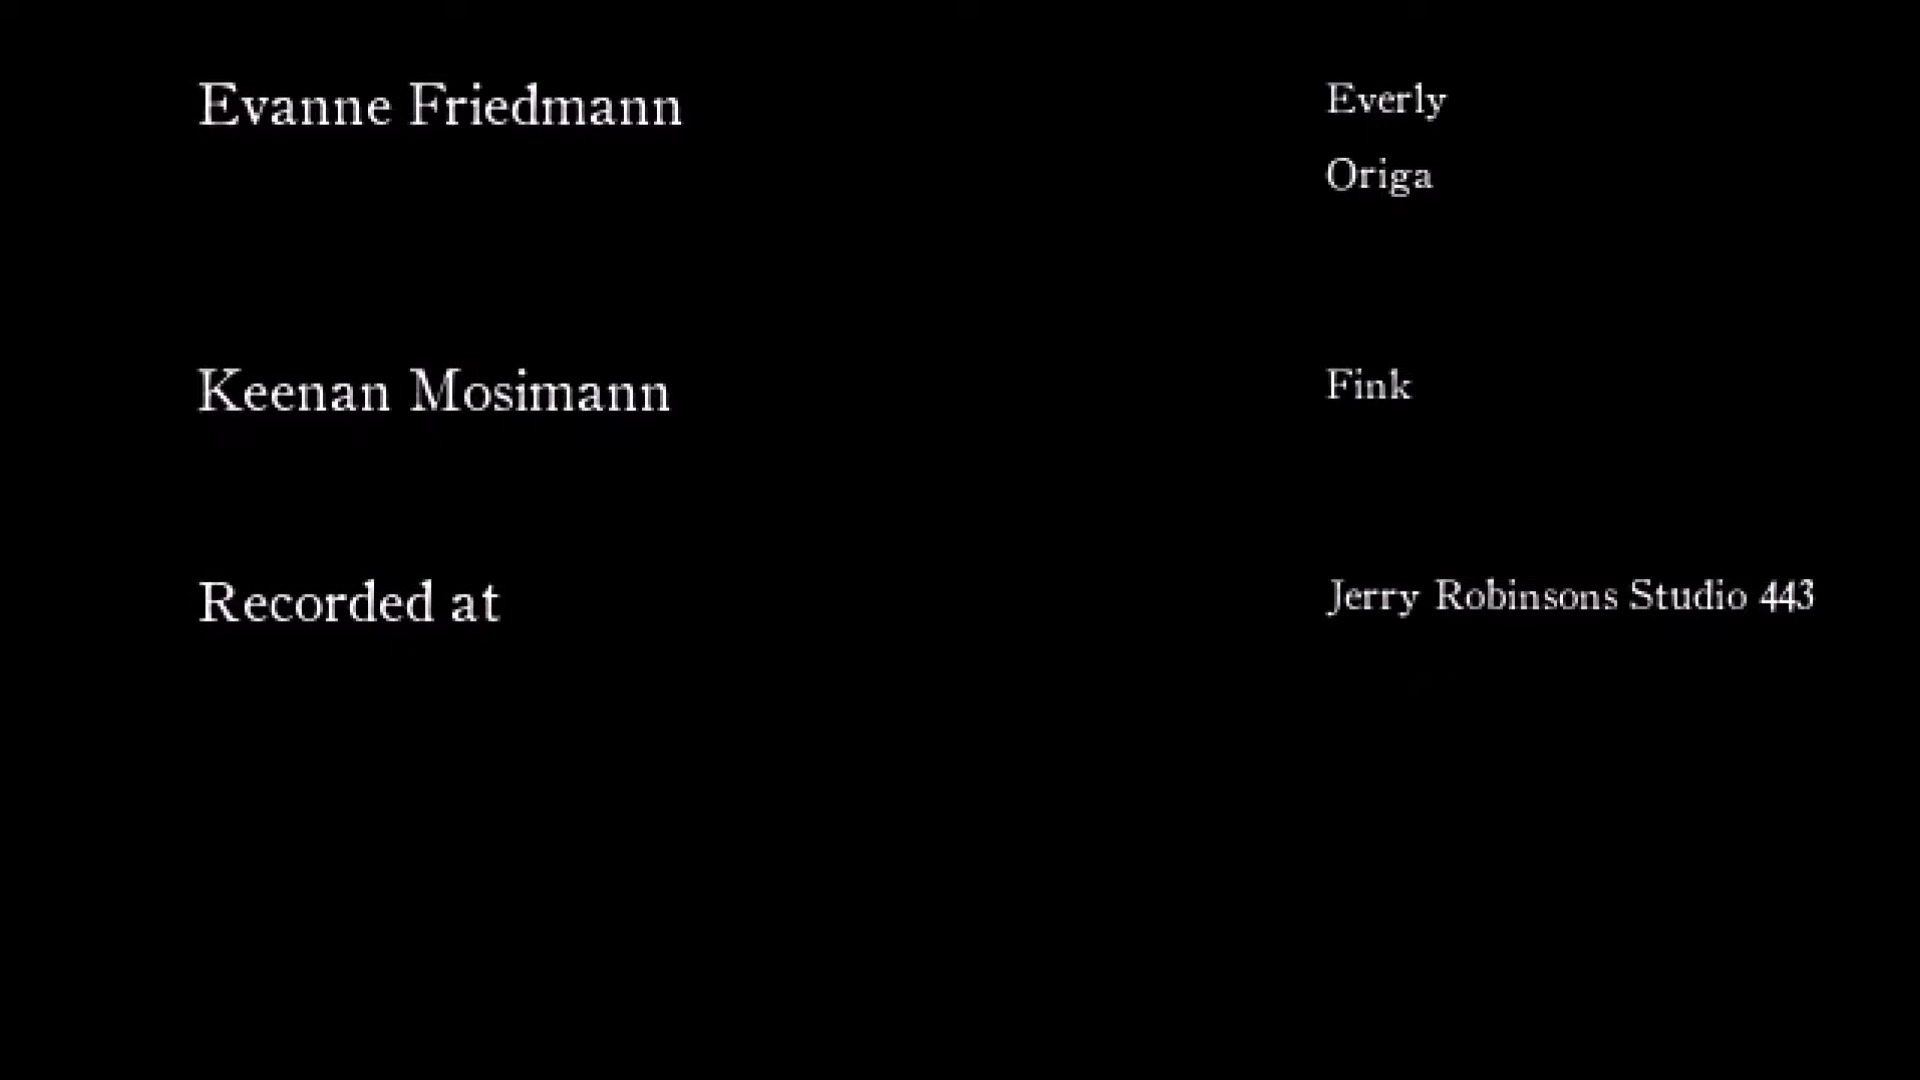 Evanne Friedmann Everly
Origa
Keenan Mosimann Fink
Recorded at Jerry Robinsons Studio 443